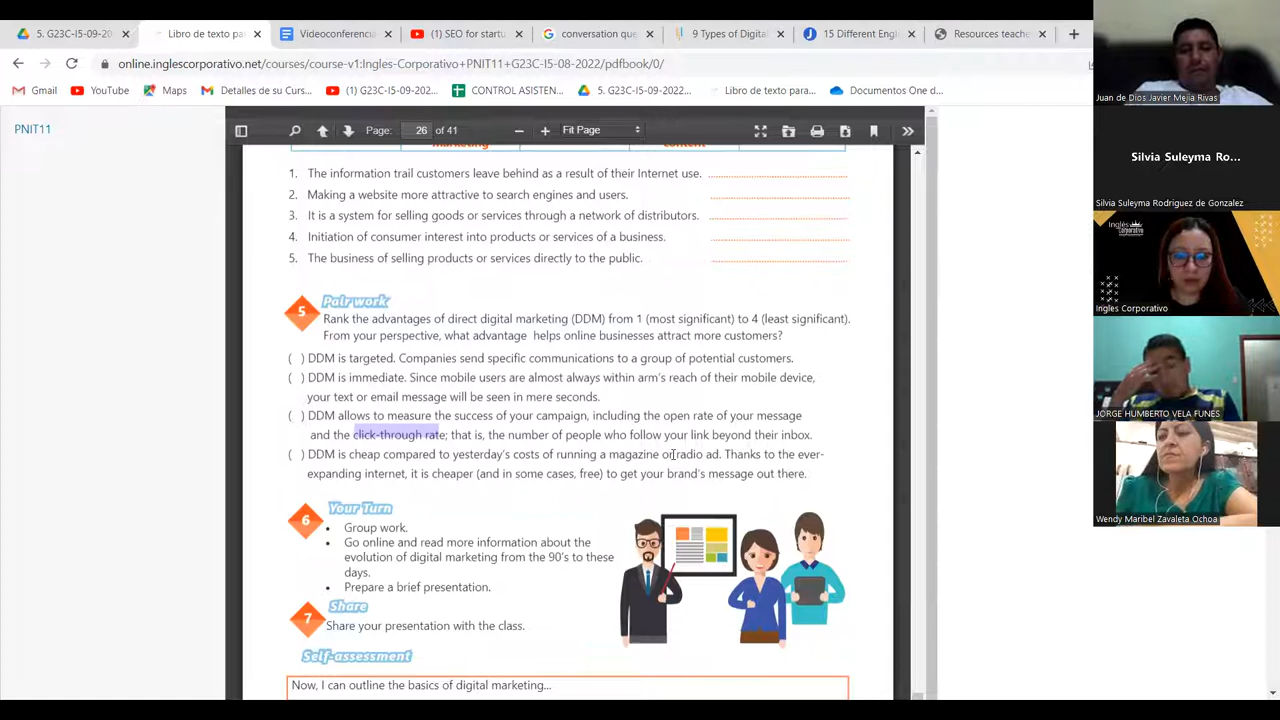 5. G23C-I5-09-20
Libro de texto par
Videoconferencia
(1) SEO for startu
conversation que
9 Types of Digital
15 Different Engl
Resources teache
online.inglescorporativo.net/courses/course-v1:Ingles-Corporativo+PNIT11+G23C-I5-08-2022/pdfbook/0/
Gmail
YouTube
Maps
Detalles de su Curs...
(1) G23C-I5-09-20...
CONTROL ASISTEN...
5. G23C-I5-09-2022...
Libro de texto para...
Documentos One d...
PNIT11
Page: 26 of 41
Fit Page
marketing
content
1. The information trail customers leave behind as a result of their Internet use.
2. Making a website more attractive to search engines and users.
3. It is a system for selling goods or services through a network of distributors.
4. Initiation of consumer interest into products or services of a business.
5. The business of selling products or services directly to the public.
5
Pair work
Rank the advantages of direct digital marketing (DDM) from 1 (most significant) to 4 (least significant).
From your perspective, what advantage helps online businesses attract more customers?
( ) DDM is targeted. Companies send specific communications to a group of potential customers.
( ) DDM is immediate. Since mobile users are almost always within arm's reach of their mobile device,
your text or email message will be seen in mere seconds.
( ) DDM allows to measure the success of your campaign, including the open rate of your message
and the click-through rate; that is, the number of people who follow your link beyond their inbox.
( ) DDM is cheap compared to yesterday's costs of running a magazine or radio ad. Thanks to the ever-
expanding internet, it is cheaper (and in some cases, free) to get your brand's message out there.
6
Your Turn
• Group work.
• Go online and read more information about the
evolution of digital marketing from the 90's to these
days.
• Prepare a brief presentation.
7
Share
Share your presentation with the class.
Self-assessment
Now, I can outline the basics of digital marketing...
Juan de Dios Javier Mejia Rivas
Silvia Suleyma Ro...
Silvia Suleyma Rodriguez de Gonzalez
Inglés
Corporativo
Ingles Corporativo
JORGE HUMBERTO VELA FUNES
Wendy Maribel Zavaleta Ochoa